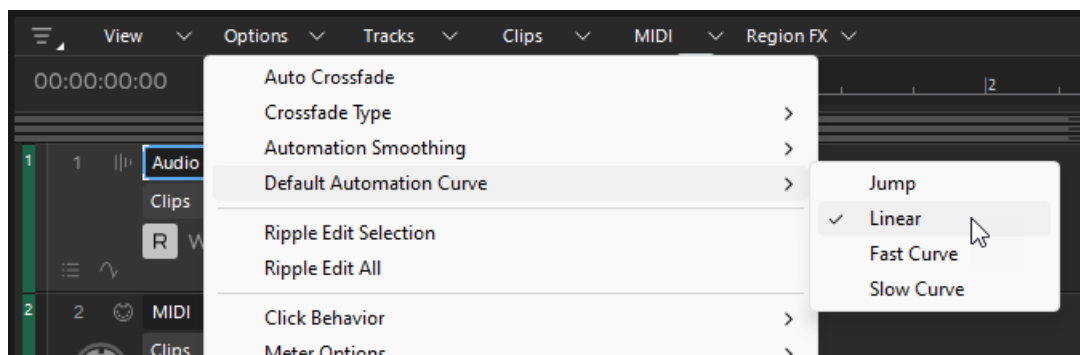 View Options Tracks Clips MIDI Region FX
00:00:00:00
2
Auto Crossfade
Crossfade Type
Automation Smoothing
Default Automation Curve
Ripple Edit Selection
Ripple Edit All
Click Behavior
Meter Options
Jump
Linear
Fast Curve
Slow Curve
1 1 Audio
Clips
R W
2 2 MIDI
Clips